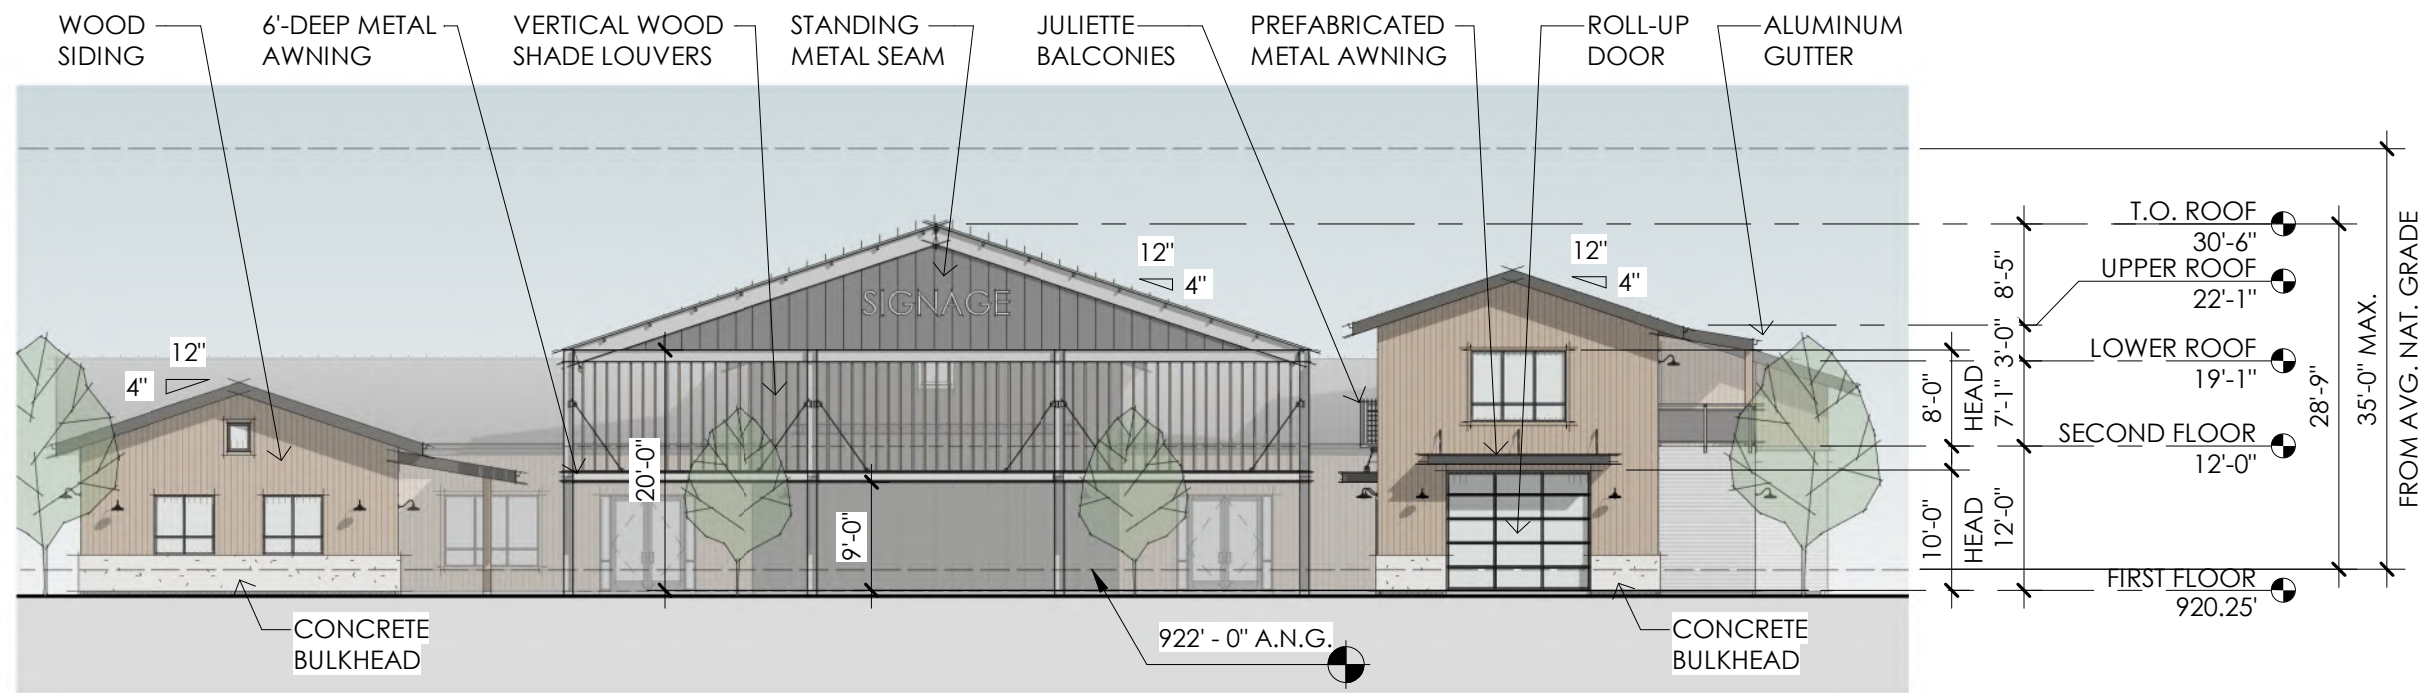 WOOD
SIDING
6'-DEEP METAL
AWNING
VERTICAL WOOD
SHADE LOUVERS
STANDING
METAL SEAM
JULIETTE
BALCONIES
PREFABRICATED
METAL AWNING
ROLL-UP
DOOR
ALUMINUM
GUTTER
T.O. ROOF
30'-6"
UPPER ROOF
22'-1"
LOWER ROOF
19'-1"
SECOND FLOOR
12'-0"
FIRST FLOOR
920.25'
8'-5"
3'-0"
7'-1"
12'-0"
8'-0"
HEAD
10'-0"
HEAD
28'-9"
35'-0" MAX.
FROM AVG. NAT. GRADE
12"
4"
12"
4"
12"
4"
SIGNAGE
20'-0"
9'-0"
922' - 0" A.N.G.
CONCRETE
BULKHEAD
CONCRETE
BULKHEAD